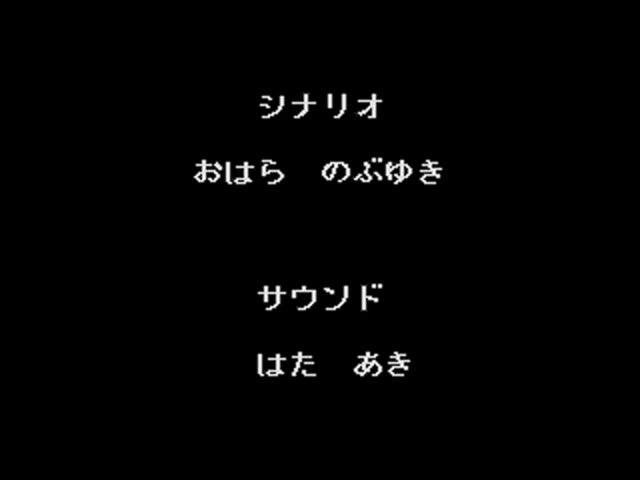 シナリオ
おはら　のぶゆき
サウンド
はた　あき